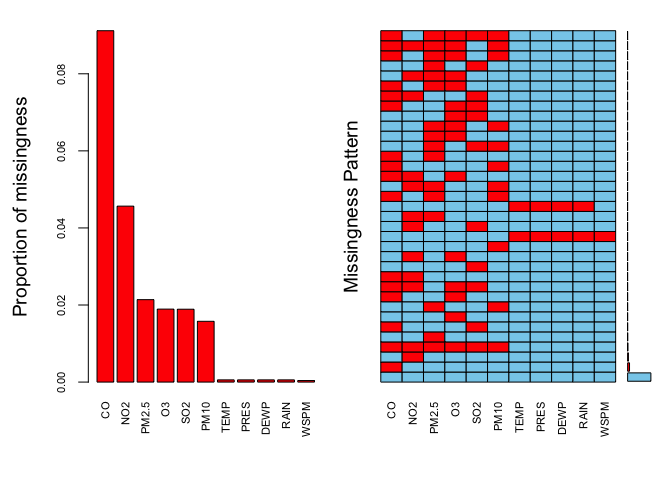 Proportion of missingness
0.08
0.06
0.04
0.02
0.00
CO
NO2
PM2.5
O3
SO2
PM10
TEMP
PRES
DEWP
RAIN
WSPM
Missingness Pattern
CO
NO2
PM2.5
O3
SO2
PM10
TEMP
PRES
DEWP
RAIN
WSPM